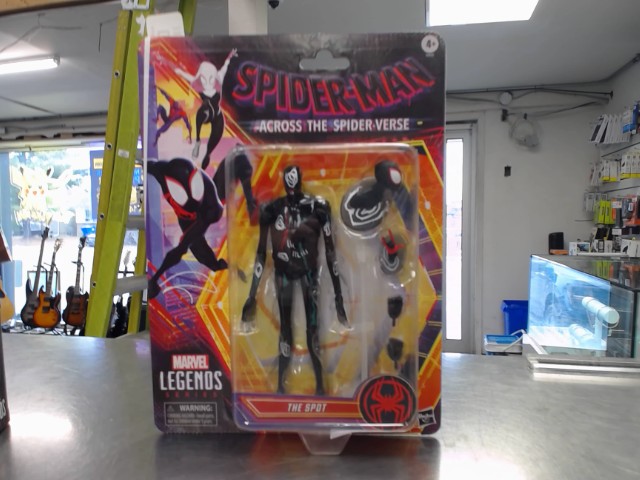 4+
SPIDER-MAN
ACROSS THE SPIDER-VERSE
MARVEL
LEGENDS
SERIES
WARNING:
THE SPOT